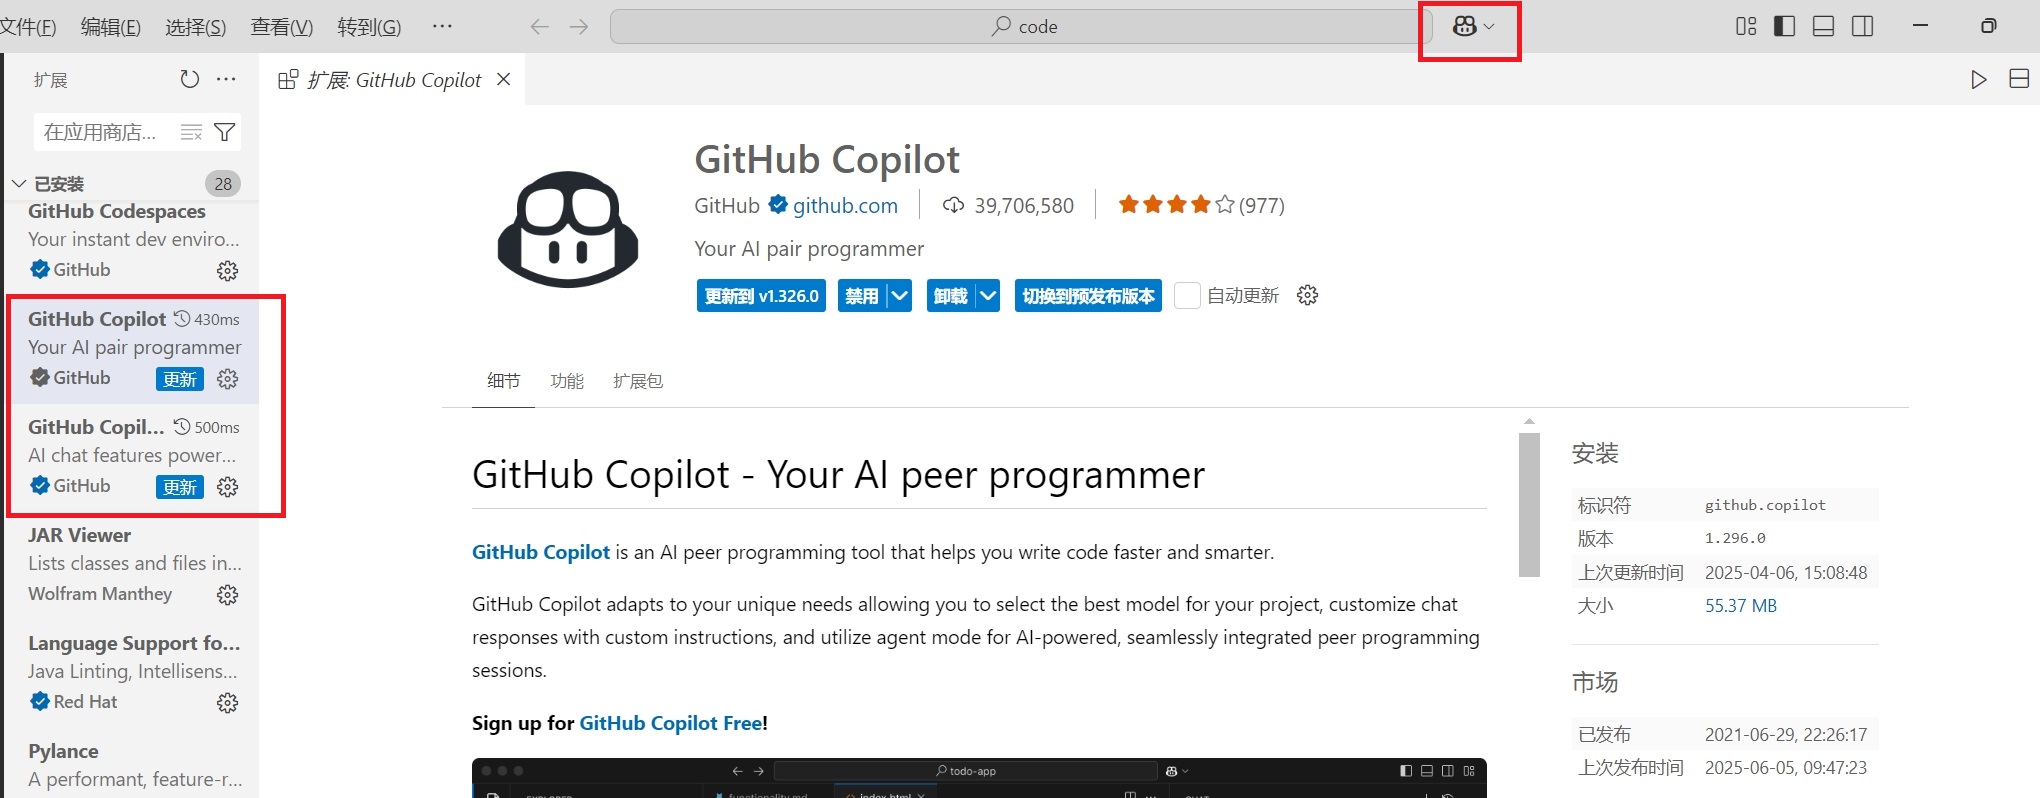 文件(F) 编辑(E) 选择(S) 查看(V) 转到(G) ···
code
扩展
在应用商店...
已安装 28
GitHub Codespaces
Your instant dev enviro...
GitHub
GitHub Copilot 430ms
Your AI pair programmer
GitHub 更新
GitHub Copil... 500ms
AI chat features power...
GitHub 更新
JAR Viewer
Lists classes and files in...
Wolfram Manthey
Language Support fo...
Java Linting, Intellisens...
Red Hat
Pylance
A performant, feature-r...
扩展: GitHub Copilot
GitHub Copilot
GitHub github.com 39,706,580 (977)
Your AI pair programmer
更新到 v1.326.0 禁用 卸载 切换到预发布版本 自动更新
细节 功能 扩展包
GitHub Copilot - Your AI peer programmer
GitHub Copilot is an AI peer programming tool that helps you write code faster and smarter.
GitHub Copilot adapts to your unique needs allowing you to select the best model for your project, customize chat
responses with custom instructions, and utilize agent mode for AI-powered, seamlessly integrated peer programming
sessions.
Sign up for GitHub Copilot Free!
todo-app
functionality.md index.html
安装
标识符 github.copilot
版本 1.296.0
上次更新时间 2025-04-06, 15:08:48
大小 55.37 MB
市场
已发布 2021-06-29, 22:26:17
上次发布时间 2025-06-05, 09:47:23